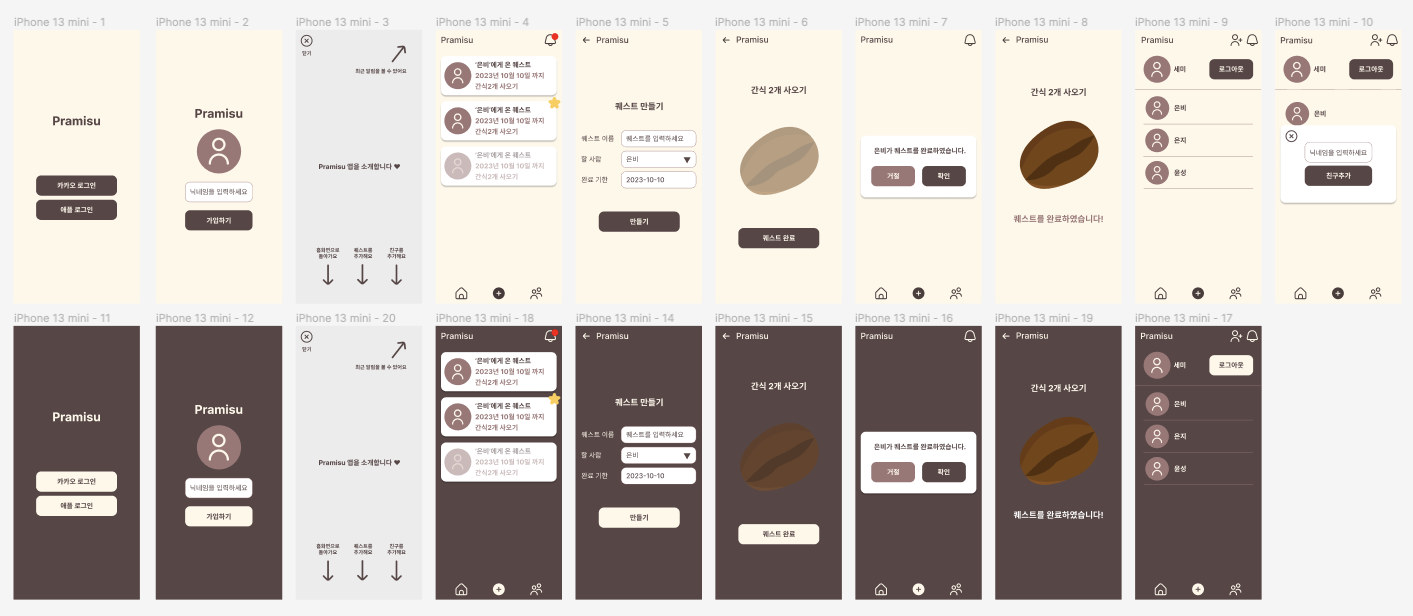 iPhone 13 mini - 1
Pramisu
카카오 로그인
애플 로그인
iPhone 13 mini - 2
Pramisu
닉네임을 입력하세요
가입하기
iPhone 13 mini - 3
닫기
최근 알림을 볼 수 있어요
Pramisu 앱을 소개합니다 ❤
홈화면으로
돌아가요
퀘스트를
추가해요
친구를
추가해요
iPhone 13 mini - 4
Pramisu
'은비'에게 온 퀘스트
2023년 10월 10일 까지
간식2개 사오기
'은비'에게 온 퀘스트
2023년 10월 10일 까지
간식2개 사오기
'은비'에게 온 퀘스트
2023년 10월 10일 까지
간식2개 사오기
iPhone 13 mini - 5
← Pramisu
퀘스트 만들기
퀘스트 이름
퀘스트를 입력하세요
할 사람
은비
완료 기한
2023-10-10
만들기
iPhone 13 mini - 6
← Pramisu
간식 2개 사오기
퀘스트 완료
iPhone 13 mini - 7
Pramisu
은비가 퀘스트를 완료하였습니다.
거절
확인
iPhone 13 mini - 8
← Pramisu
간식 2개 사오기
퀘스트를 완료하였습니다!
iPhone 13 mini - 9
Pramisu
세미
로그아웃
은비
은지
윤성
iPhone 13 mini - 10
Pramisu
세미
로그아웃
은비
닉네임을 입력하세요
친구추가
iPhone 13 mini - 11
Pramisu
카카오 로그인
애플 로그인
iPhone 13 mini - 12
Pramisu
닉네임을 입력하세요
가입하기
iPhone 13 mini - 20
닫기
최근 알림을 볼 수 있어요
Pramisu 앱을 소개합니다 ❤
홈화면으로
돌아가요
퀘스트를
추가해요
친구를
추가해요
iPhone 13 mini - 18
Pramisu
'은비'에게 온 퀘스트
2023년 10월 10일 까지
간식2개 사오기
'은비'에게 온 퀘스트
2023년 10월 10일 까지
간식2개 사오기
'은비'에게 온 퀘스트
2023년 10월 10일 까지
간식2개 사오기
iPhone 13 mini - 14
← Pramisu
퀘스트 만들기
퀘스트 이름
퀘스트를 입력하세요
할 사람
은비
완료 기한
2023-10-10
만들기
iPhone 13 mini - 15
← Pramisu
간식 2개 사오기
퀘스트 완료
iPhone 13 mini - 16
Pramisu
은비가 퀘스트를 완료하였습니다.
거절
확인
iPhone 13 mini - 19
← Pramisu
간식 2개 사오기
퀘스트를 완료하였습니다!
iPhone 13 mini - 17
Pramisu
세미
로그아웃
은비
은지
윤성